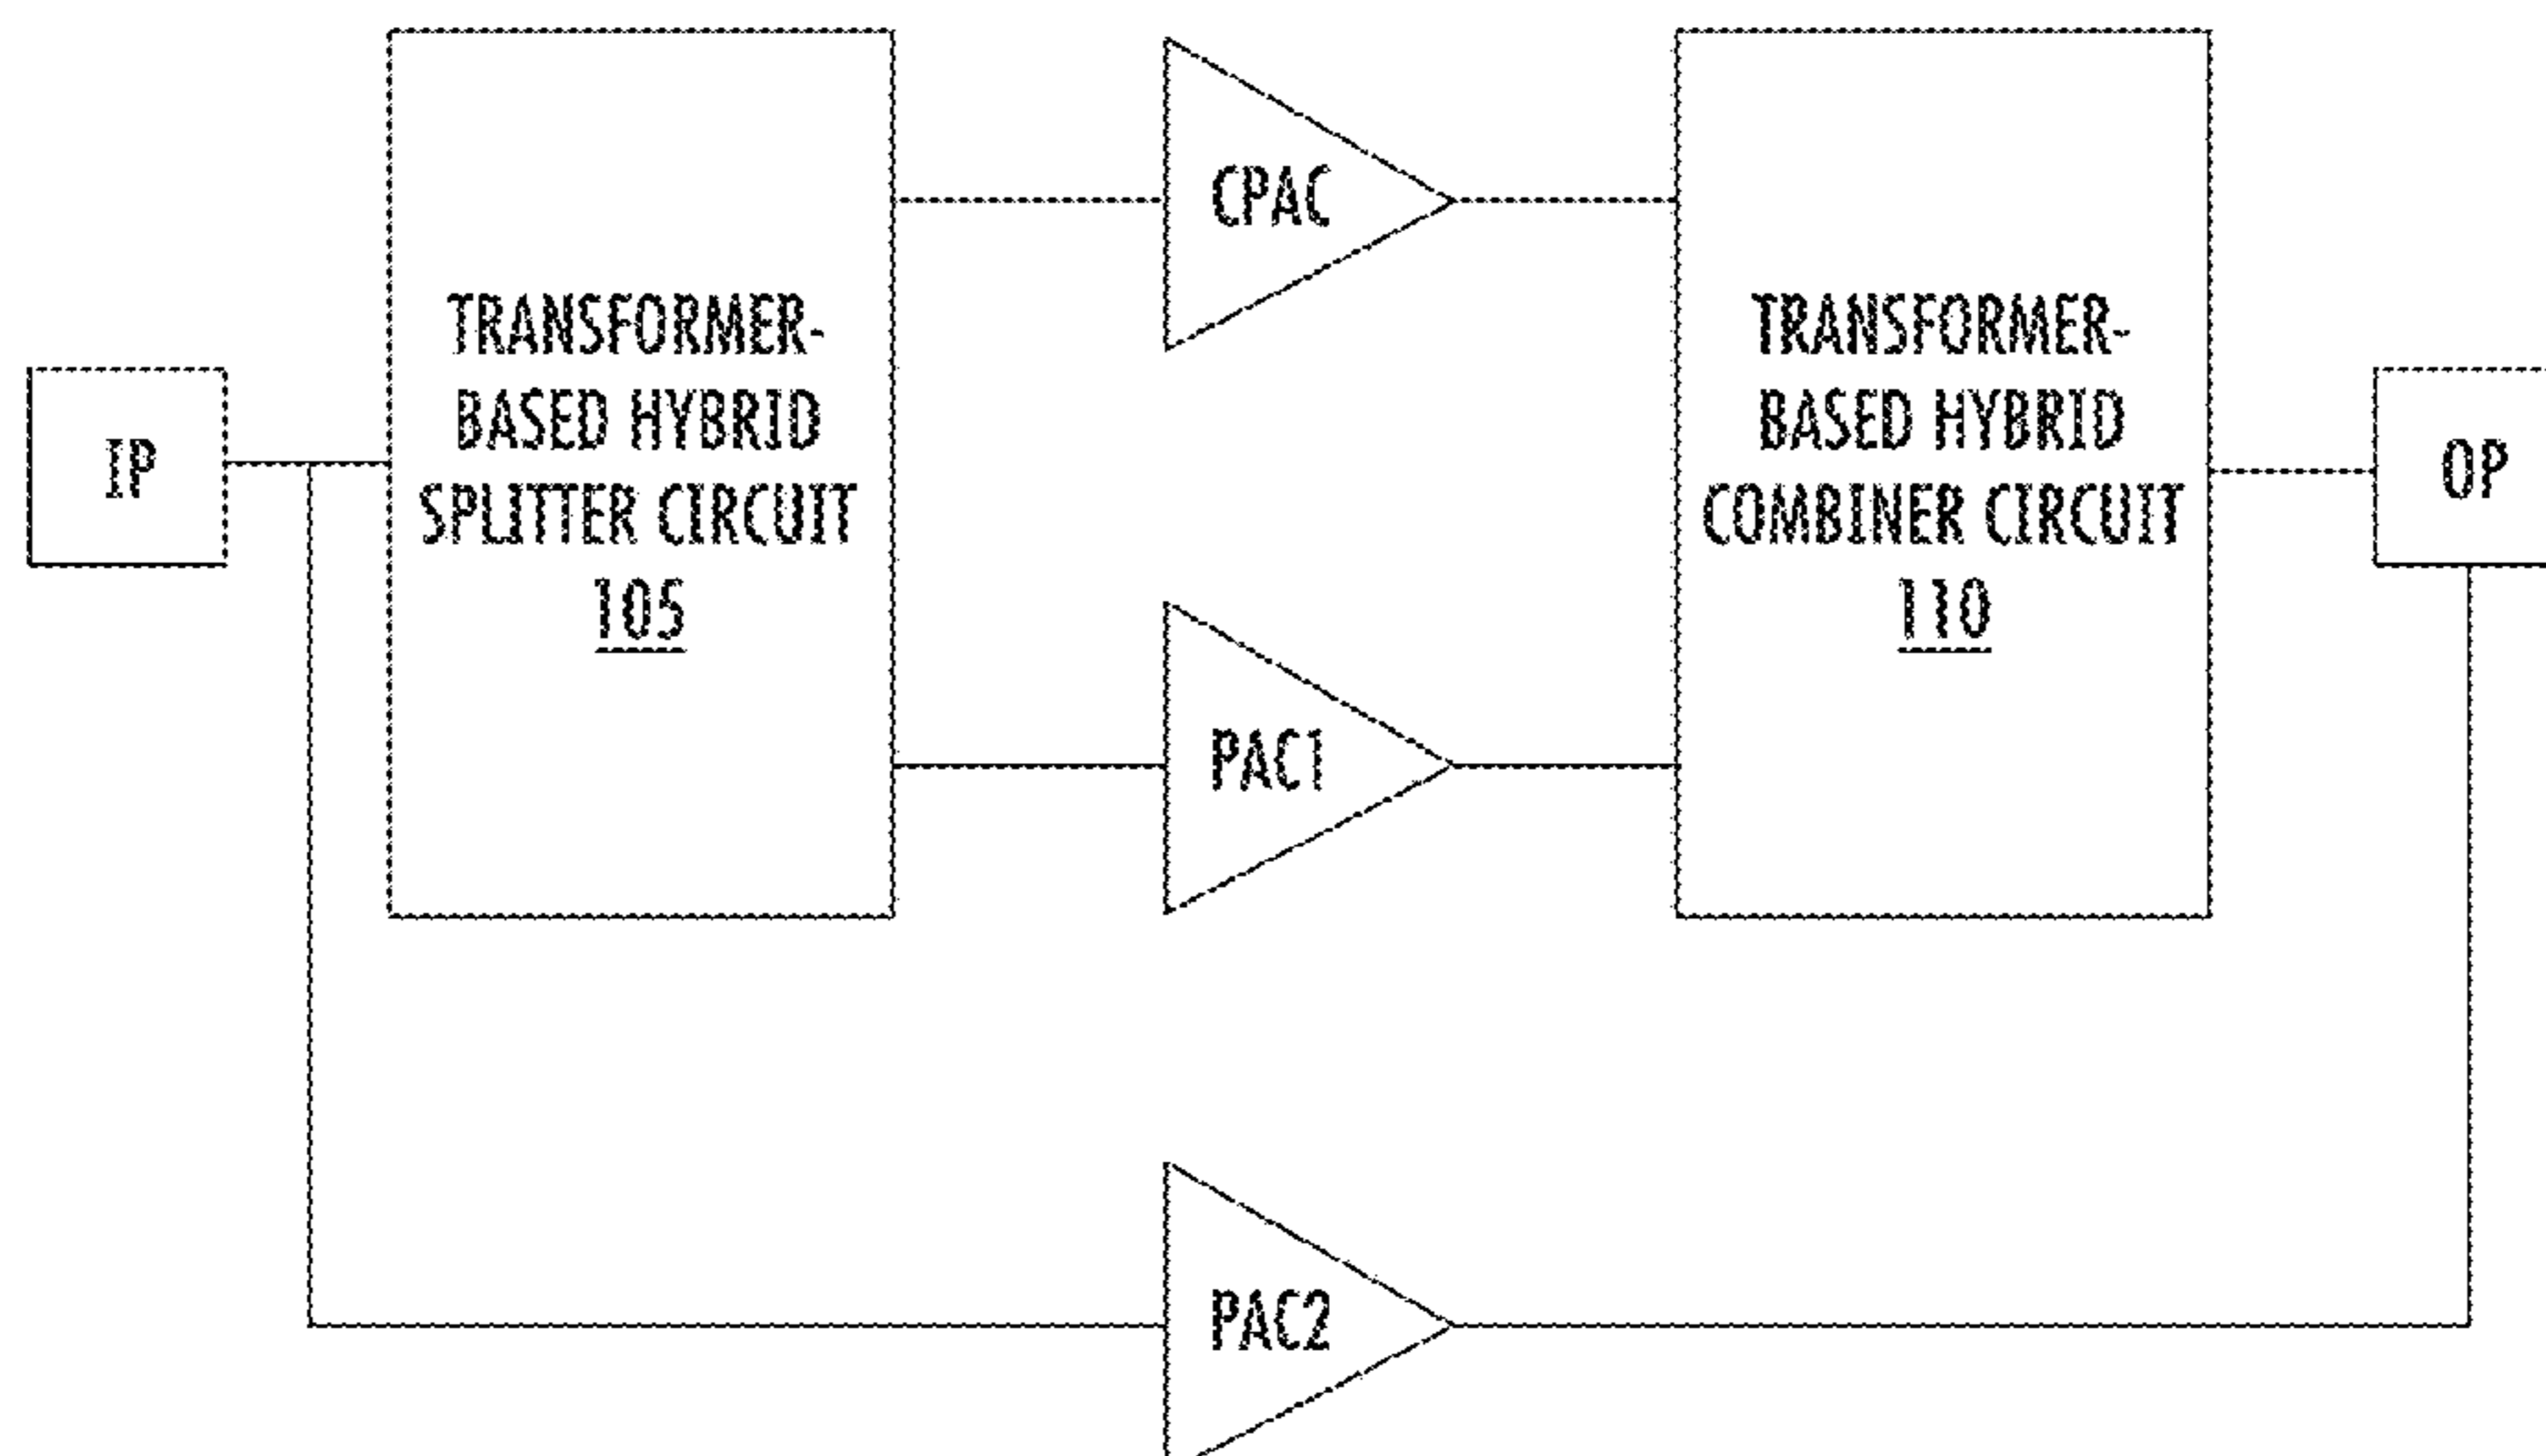 IP
TRANSFORMER-
BASED HYBRID
SPLITTER CIRCUIT
105
CPAC
PAC1
PAC2
TRANSFORMER-
BASED HYBRID
COMBINER CIRCUIT
110
OP